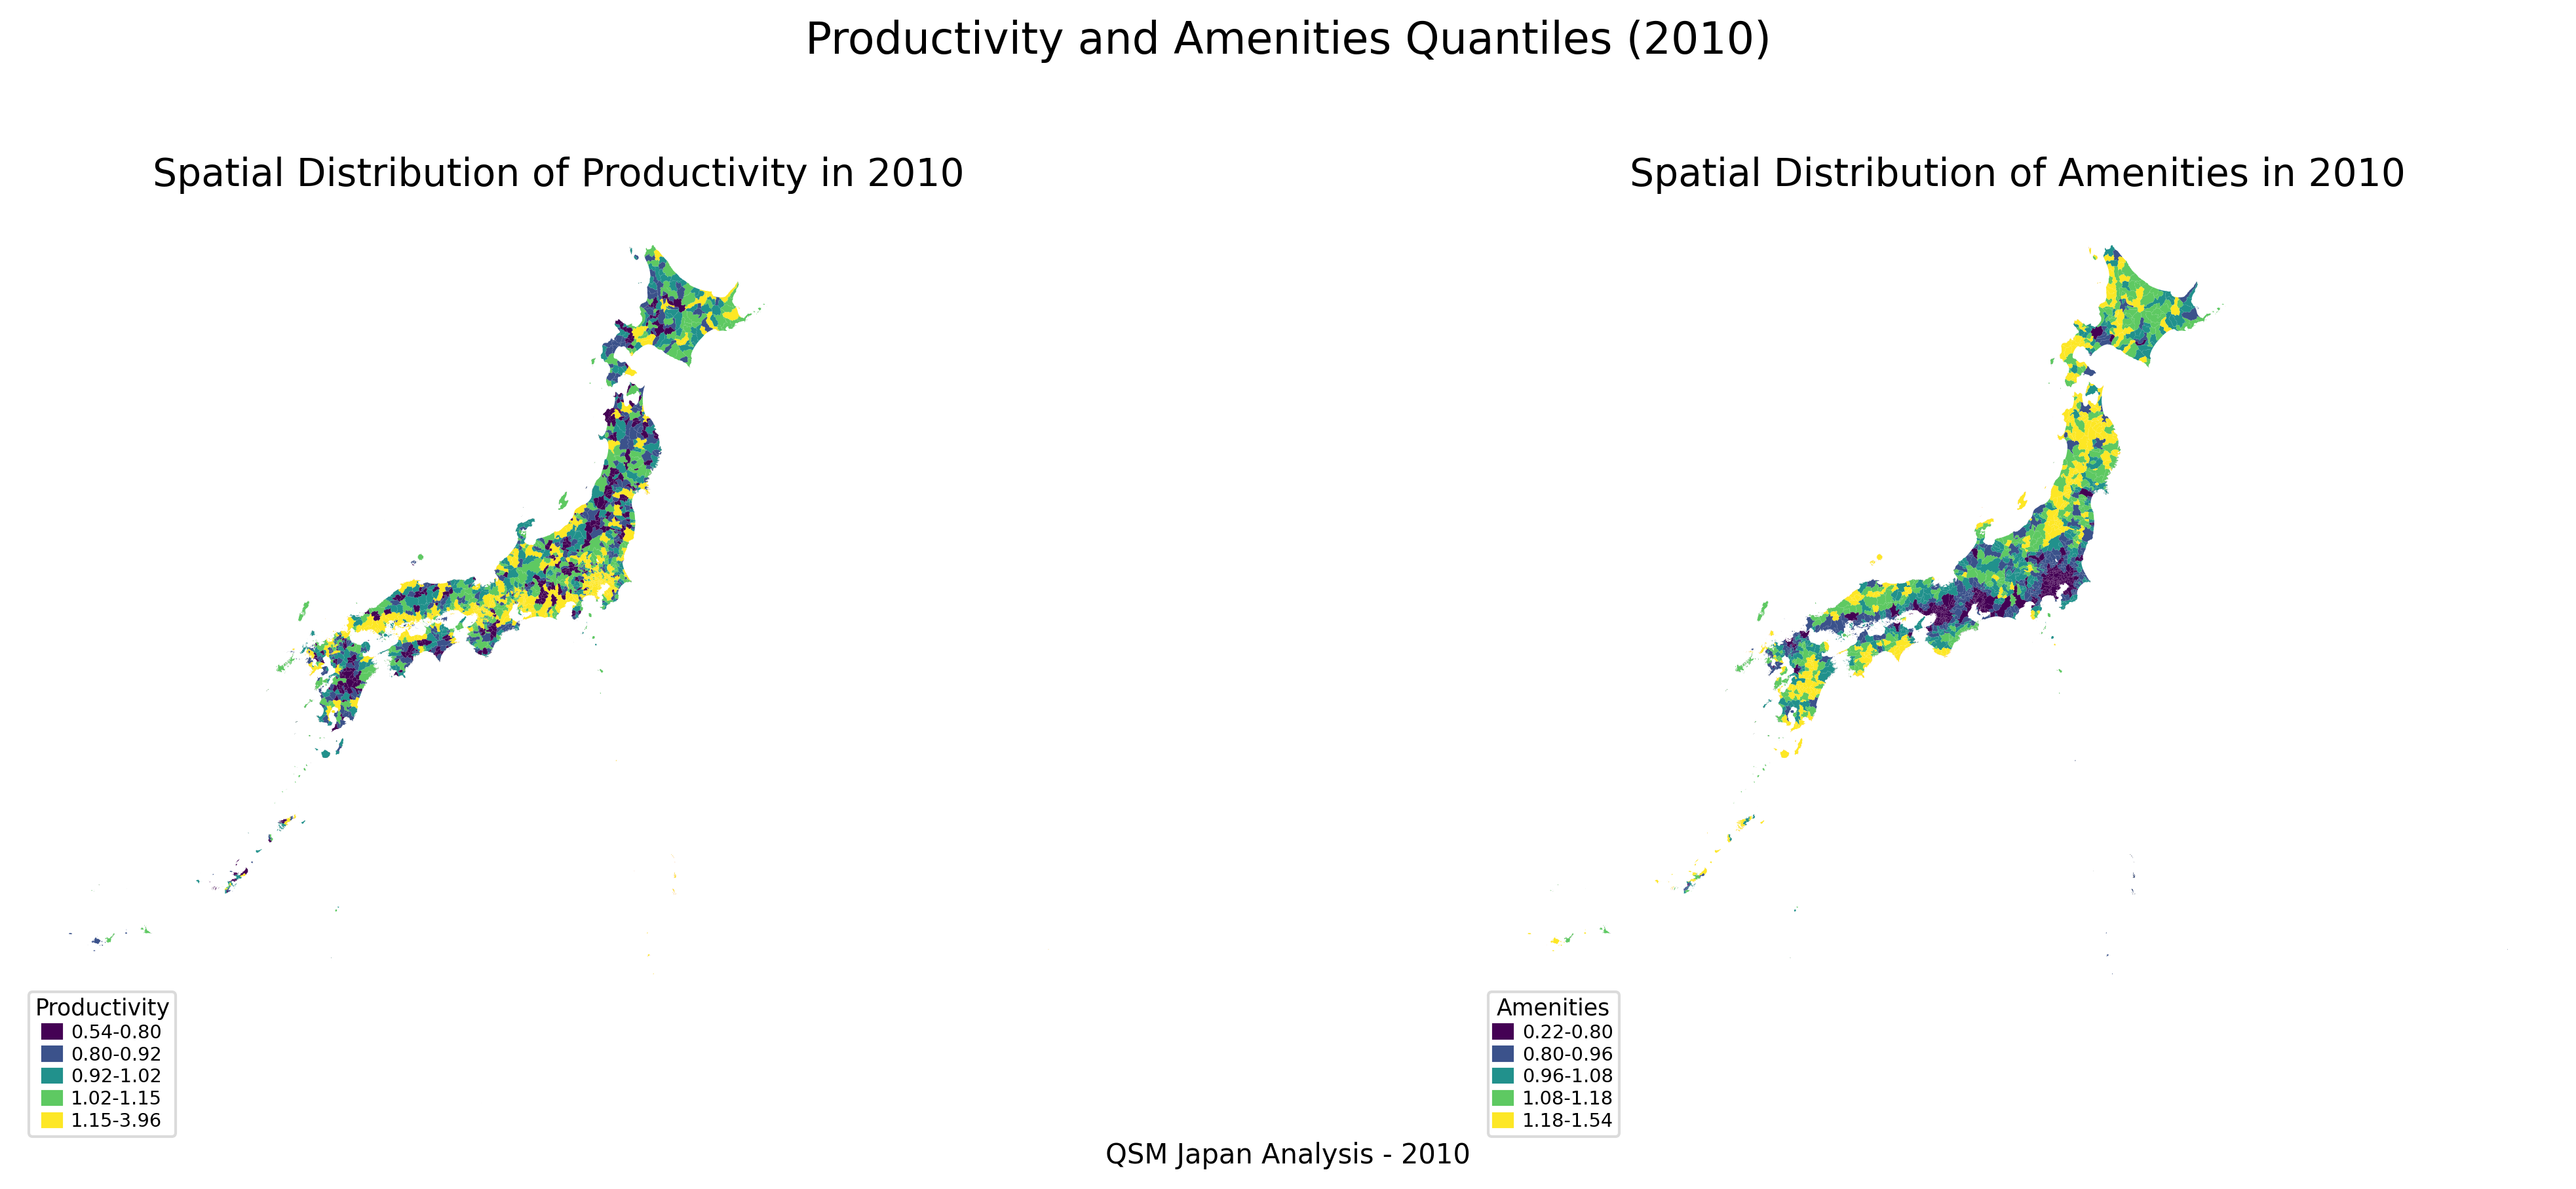 Productivity and Amenities Quantiles (2010)
Spatial Distribution of Productivity in 2010
Spatial Distribution of Amenities in 2010
Productivity
0.54-0.80
0.80-0.92
0.92-1.02
1.02-1.15
1.15-3.96
Amenities
0.22-0.80
0.80-0.96
0.96-1.08
1.08-1.18
1.18-1.54
QSM Japan Analysis - 2010